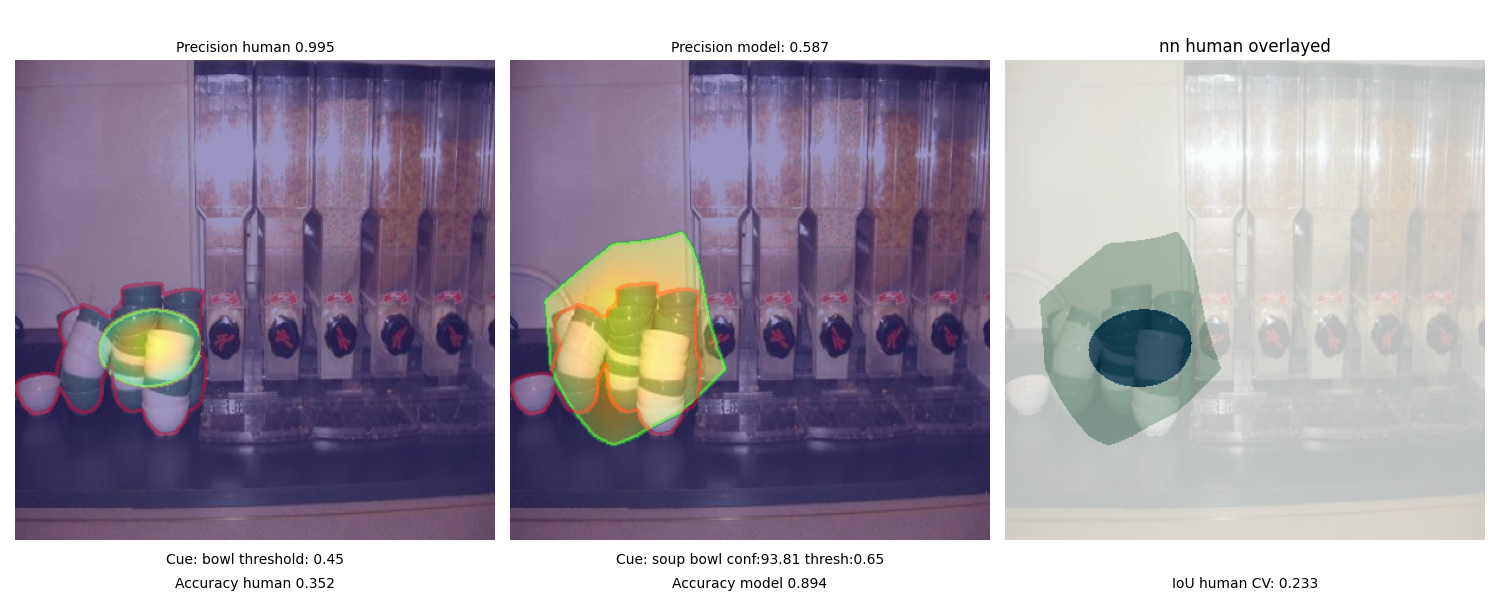 Precision human 0.995
Precision model: 0.587
nn human overlayed
Cue: bowl threshold: 0.45
Cue: soup bowl conf:93.81 thresh:0.65
Accuracy human 0.352
Accuracy model 0.894
IoU human CV: 0.233